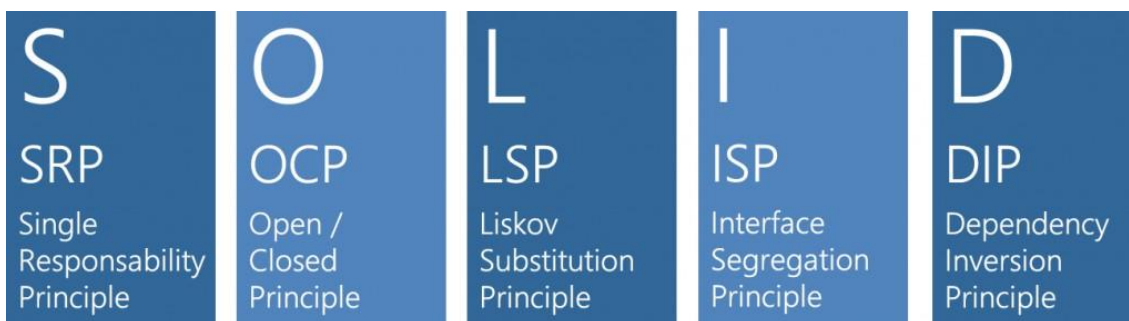 S
SRP
Single
Responsability
Principle
O
OCP
Open /
Closed
Principle
L
LSP
Liskov
Substitution
Principle
I
ISP
Interface
Segregation
Principle
D
DIP
Dependency
Inversion
Principle